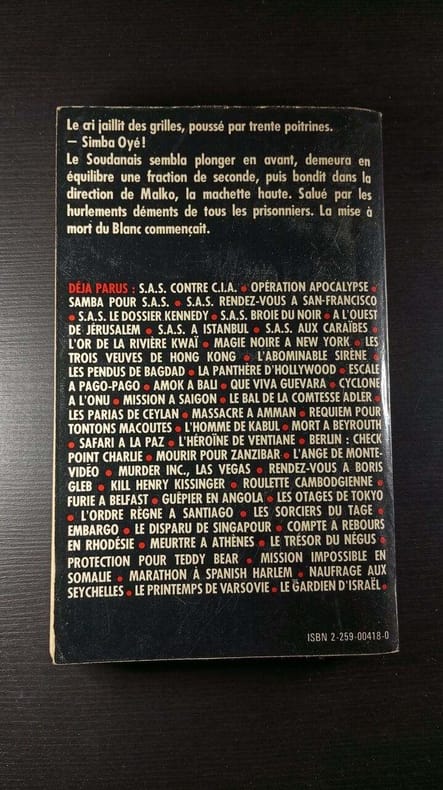 Le cri jaillit des grilles, poussé par trente poitrines.
— Simba Oyé!
Le Soudanais sembla plonger en avant, demeura en
équilibre une fraction de seconde, puis bondit dans la
direction de Malko, la machette haute. Salué par les
hurlements déments de tous les prisonniers. La mise à
mort du Blanc commençait.
DÉJA PARUS : S.A.S. CONTRE C.I.A. • OPÉRATION APOCALYPSE •
SAMBA POUR S.A.S. • S.A.S. RENDEZ-VOUS A SAN-FRANCISCO
• S.A.S. LE DOSSIER KENNEDY • S.A.S. BROIE DU NOIR • A L'OUEST
DE JÉRUSALEM • S.A.S. A ISTANBUL • S.A.S. AUX CARAÏBES •
L'OR DE LA RIVIÈRE KWAÏ • MAGIE NOIRE A NEW YORK • LES
TROIS VEUVES DE HONG KONG • L'ABOMINABLE SIRÈNE •
LES PENDUS DE BAGDAD • LA PANTHÈRE D'HOLLYWOOD • ESCALE
A PAGO-PAGO • AMOK A BALI • QUE VIVA GUEVARA • CYCLONE
A L'ONU • MISSION A SAIGON • LE BAL DE LA COMTESSE ADLER •
LES PARIAS DE CEYLAN • MASSACRE A AMMAN • REQUIEM POUR
TONTONS MACOUTES • L'HOMME DE KABUL • MORT A BEYROUTH
• SAFARI A LA PAZ • L'HÉROÏNE DE VENTIANE • BERLIN : CHECK
POINT CHARLIE • MOURIR POUR ZANZIBAR • L'ANGE DE MONTE-
VIDEO • MURDER INC., LAS VEGAS • RENDEZ-VOUS A BORIS
GLEB • KILL HENRY KISSINGER • ROULETTE CAMBODGIENNE •
FURIE A BELFAST • GUÊPIER EN ANGOLA • LES OTAGES DE TOKYO
• L'ORDRE RÈGNE A SANTIAGO • LES SORCIERS DU TAGE •
EMBARGO • LE DISPARU DE SINGAPOUR • COMPTE A REBOURS
EN RHODÉSIE • MEURTRE A ATHÈNES • LE TRÉSOR DU NÉGUS •
PROTECTION POUR TEDDY BEAR • MISSION IMPOSSIBLE EN
SOMALIE • MARATHON À SPANISH HARLEM • NAUFRAGE AUX
SEYCHELLES • LE PRINTEMPS DE VARSOVIE • LE GARDIEN D'ISRAËL •
ISBN 2-259-00418-0